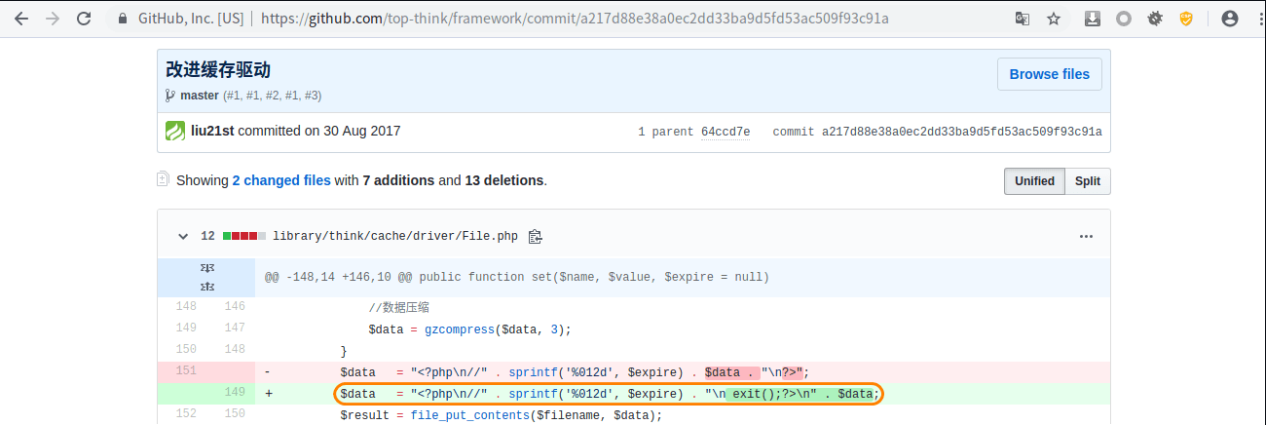 GitHub, Inc. [US] | https://github.com/top-think/framework/commit/a217d88e38a0ec2dd33ba9d5fd53ac509f93c91a
改进缓存驱动
Browse files
master (#1, #1, #2, #1, #3)
liu21st committed on 30 Aug 2017
1 parent 64ccd7e commit a217d88e38a0ec2dd33ba9d5fd53ac509f93c91a
Showing 2 changed files with 7 additions and 13 deletions.
Unified Split
12 library/think/cache/driver/File.php
@@ -148,14 +146,10 @@ public function set($name, $value, $expire = null)
148 146 //数据压缩
149 147 $data = gzcompress($data, 3);
150 148 }
151 - $data = "<?php\n//" . sprintf('%012d', $expire) . $data . "\n?>";
149 + $data = "<?php\n//" . sprintf('%012d', $expire) . "\n exit();?>\n" . $data;
152 150 $result = file_put_contents($filename, $data);